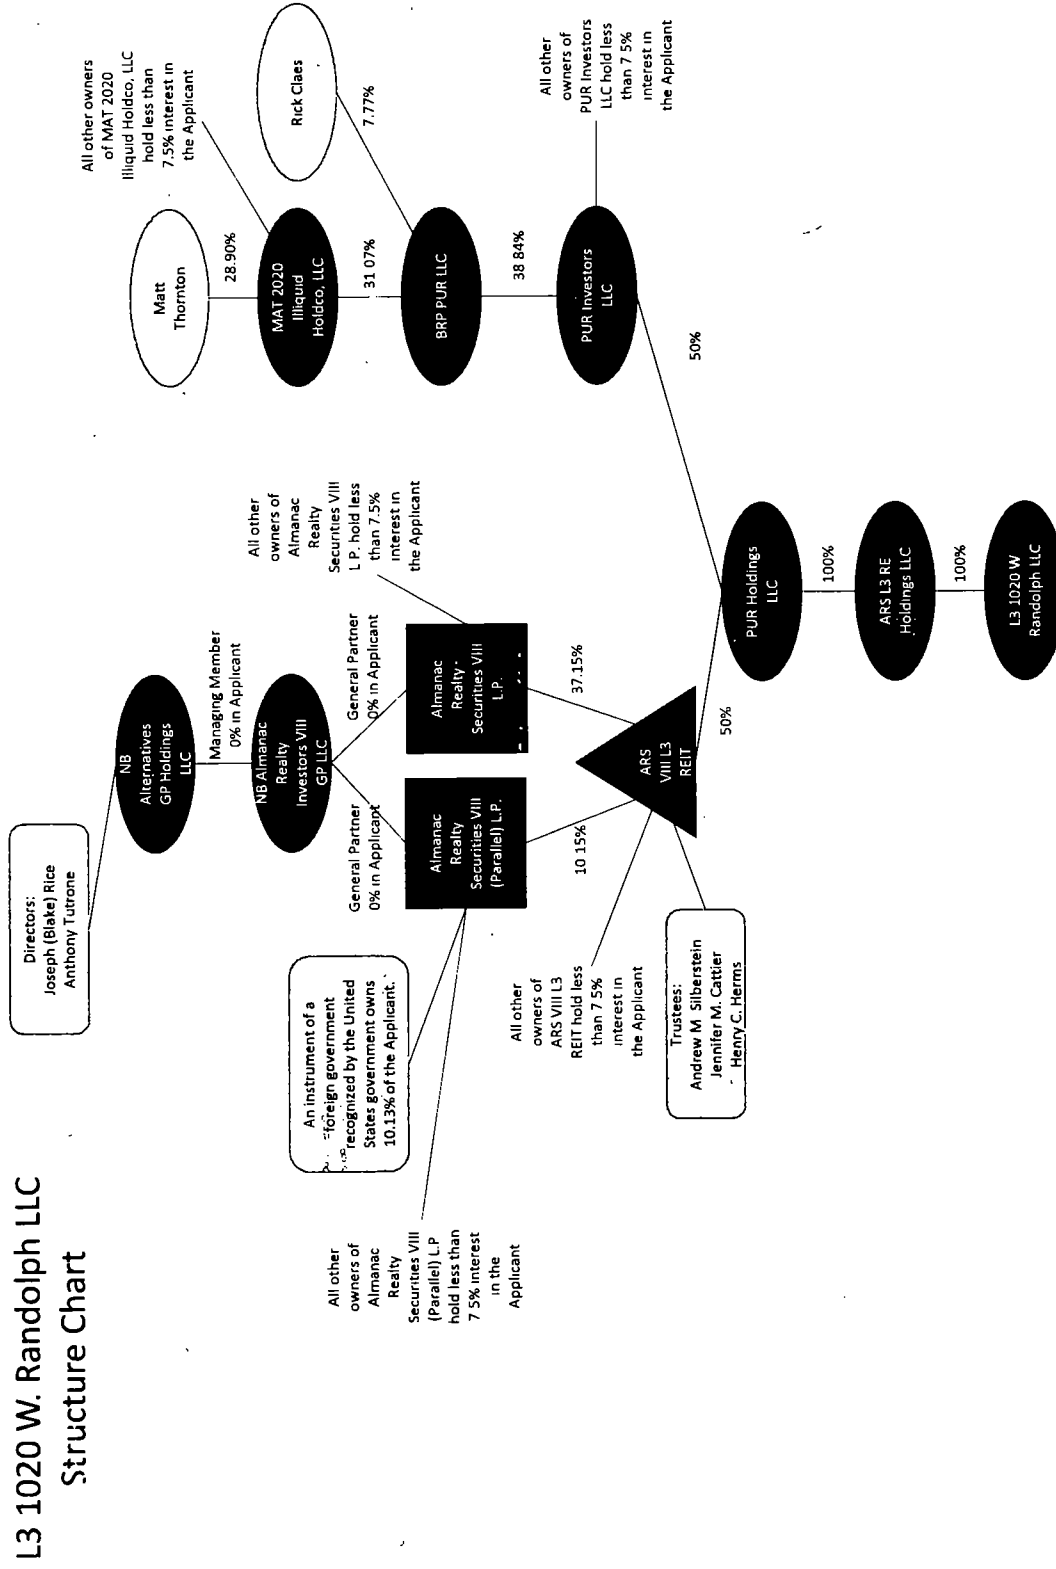 L3 1020 W. Randolph LLC
Structure Chart
Directors:
Joseph (Blake) Rice
Anthony Tutrone
NB
Alternatives
GP Holdings
LLC
Managing Member
0% in Applicant
NB Almanac
Realty
Investors VIII
GP LLC
General Partner
0% in Applicant
General Partner
0% in Applicant
An instrument of a
foreign government
recognized by the United
States government owns
10.13% of the Applicant.
All other
owners of
Almanac
Realty
Securities VIII
(Parallel) L.P
hold less than
7 5% interest
in the
Applicant
Almanac
Realty
Securities VIII
(Parallel) L.P.
Almanac
Realty
Securities VIII
L.P.
All other
owners of
Almanac
Realty
Securities VIII
L P. hold less
than 7.5%
interest in
the Applicant
10 15%
37.15%
All other
owners of
ARS VIII L3
REIT hold less
than 7 5%
interest in
the Applicant
ARS
VIII L3
REIT
Trustees:
Andrew M Silberstein
Jennifer M. Cattier
Henry C. Herms
50%
Matt
Thornton
28.90%
All other owners
of MAT 2020
Illiquid Holdco, LLC
hold less than
7.5% interest in
the Applicant
MAT 2020
Illiquid
Holdco, LLC
31 07%
Rick Claes
7.77%
BRP PUR LLC
38 84%
PUR Investors
LLC
All other
owners of
PUR Investors
LLC hold less
than 7 5%
interest in
the Applicant
50%
PUR Holdings
LLC
100%
ARS L3 RE
Holdings LLC
100%
L3 1020 W
Randolph LLC